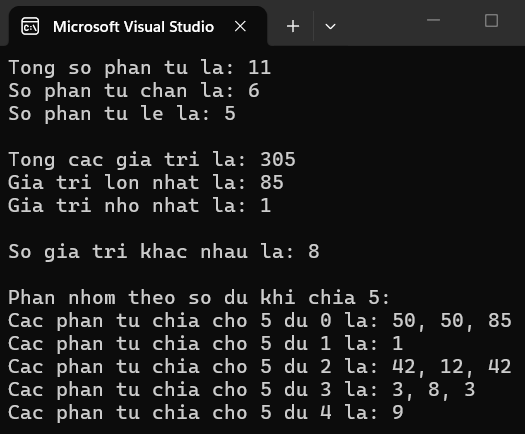 Microsoft Visual Studio
Tong so phan tu la: 11
So phan tu chan la: 6
So phan tu le la: 5
Tong cac gia tri la: 305
Gia tri lon nhat la: 85
Gia tri nho nhat la: 1
So gia tri khac nhau la: 8
Phan nhom theo so du khi chia 5:
Cac phan tu chia cho 5 du 0 la: 50, 50, 85
Cac phan tu chia cho 5 du 1 la: 1
Cac phan tu chia cho 5 du 2 la: 42, 12, 42
Cac phan tu chia cho 5 du 3 la: 3, 8, 3
Cac phan tu chia cho 5 du 4 la: 9